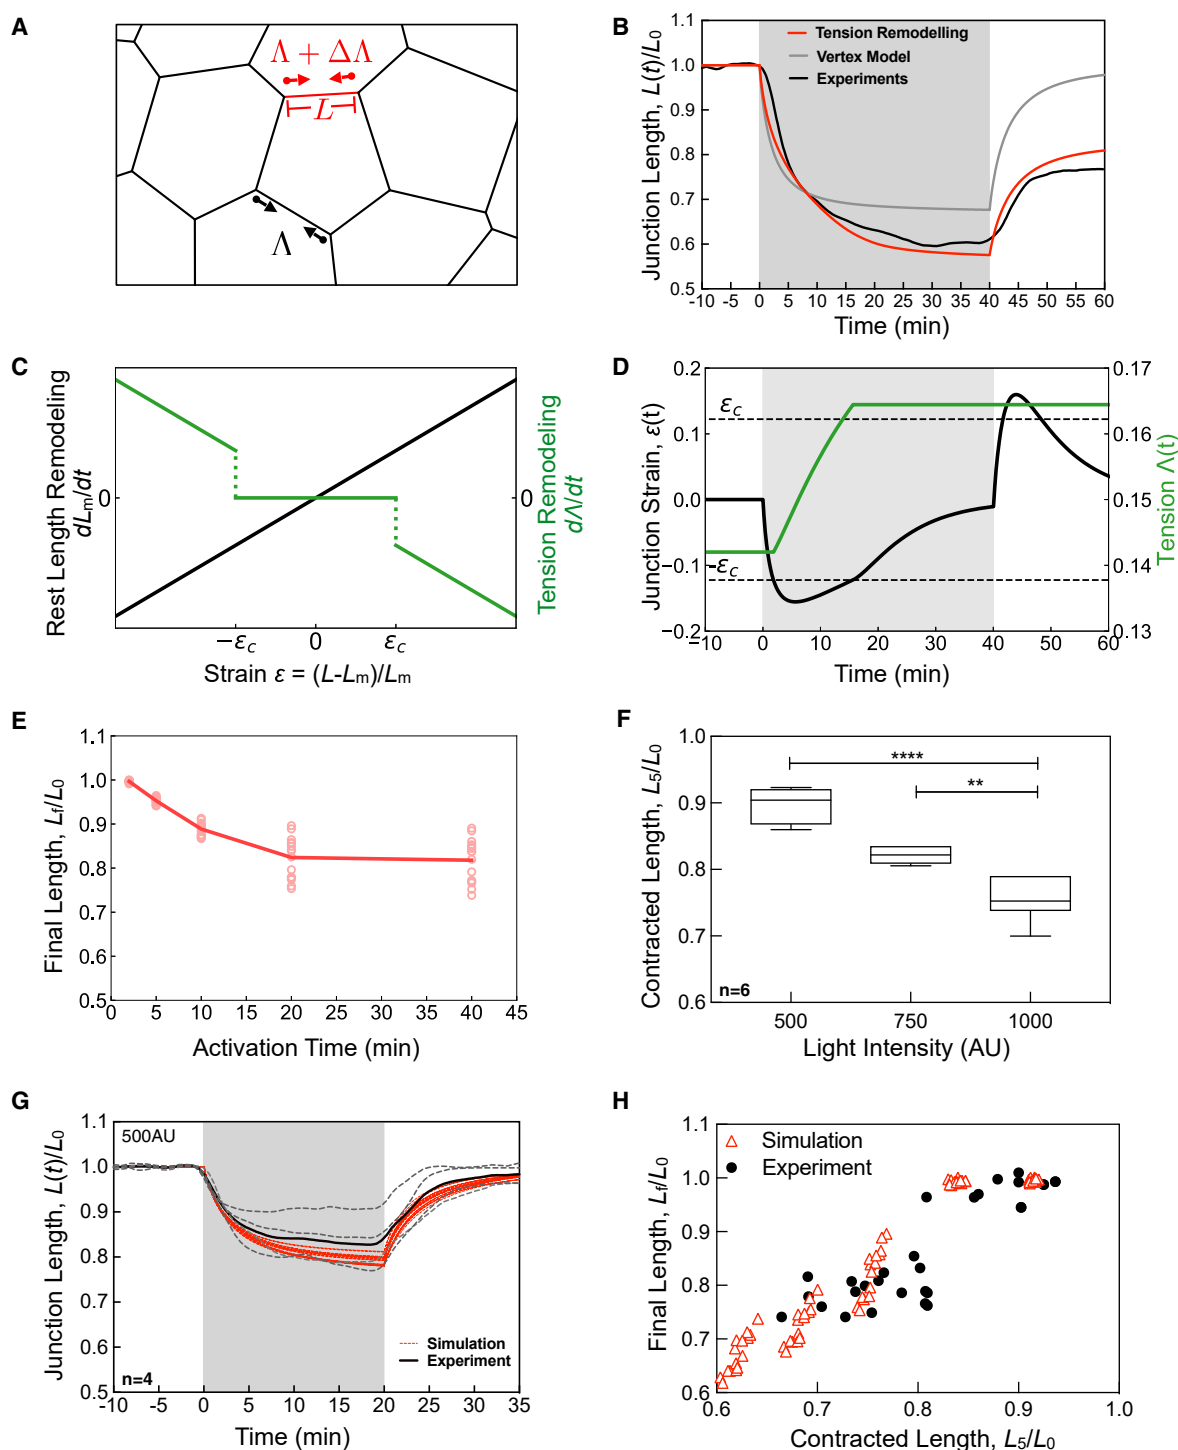 A
Λ + ΔΛ
L
Λ
B
Junction Length, L(t)/L0
1.1
1.0
0.9
0.8
0.7
0.6
0.5
Tension Remodelling
Vertex Model
Experiments
-10 -5 0 5 10 15 20 25 30 35 40 45 50 55 60
Time (min)
C
Rest Length Remodeling
dLm/dt
0
0
Tension Remodeling
dΛ/dt
−εc 0 εc
Strain ε = (L-Lm)/Lm
D
Junction Strain, ε(t)
0.2
0.1
0.0
−0.1
−0.2
εc
-εc
0.17
0.16
0.15
0.14
0.13
Tension Λ(t)
-10 0 10 20 30 40 50 60
Time (min)
E
Final Length, Lf/L0
1.1
1.0
0.9
0.8
0.7
0.6
0.5
0 5 10 15 20 25 30 35 40 45
Activation Time (min)
F
Contracted Length, L5/L0
1.0
0.9
0.8
0.7
0.6
****
**
n=6
500 750 1000
Light Intensity (AU)
G
Junction Length, L(t)/L0
1.1
1.0
0.9
0.8
0.7
0.6
0.5
500AU
Simulation
Experiment
n=4
-10 -5 0 5 10 15 20 25 30 35
Time (min)
H
Final Length, Lf/L0
1.1
1.0
0.9
0.8
0.7
0.6
Simulation
Experiment
0.6 0.7 0.8 0.9 1.0
Contracted Length, L5/L0